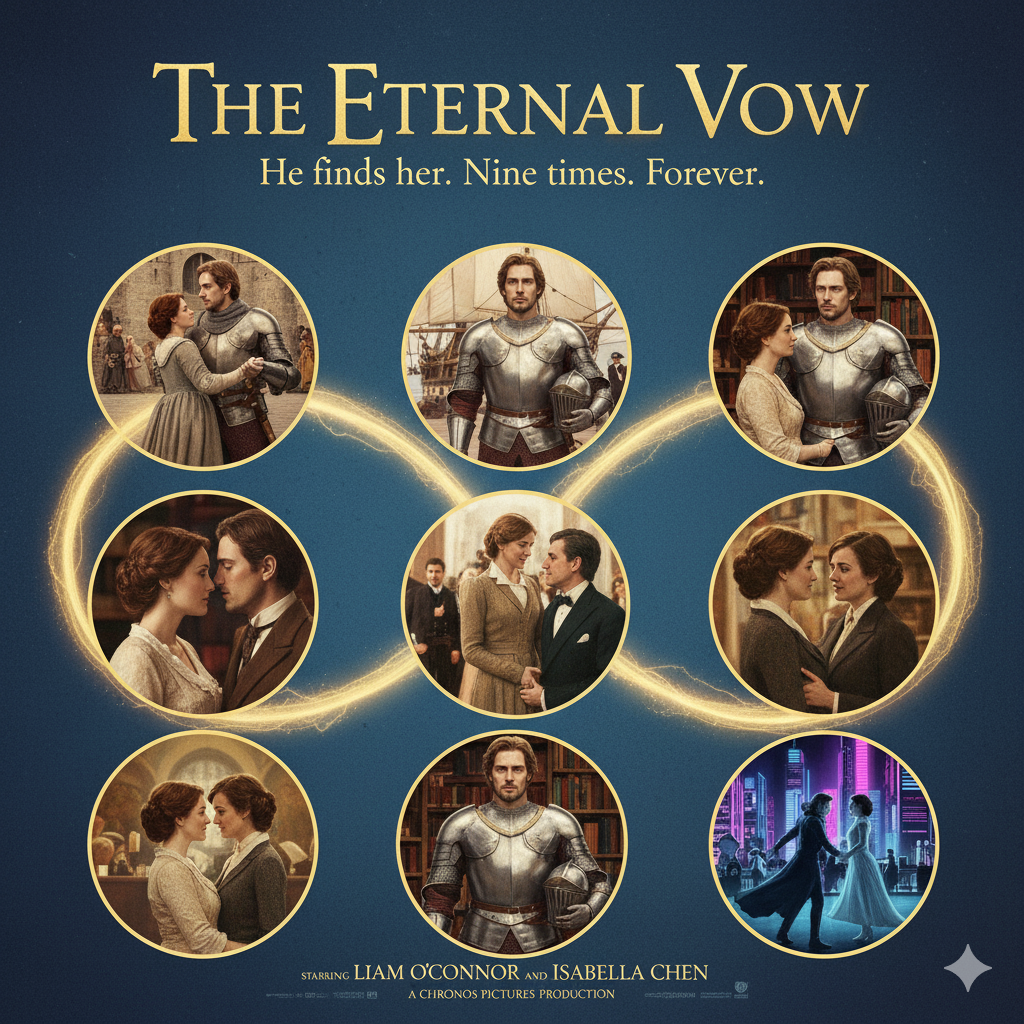 THE ETERNAL VOW
He finds her. Nine times. Forever.
STARRING LIAM O'CONNOR AND ISABELLA CHEN
A CHRONOS PICTURES PRODUCTION